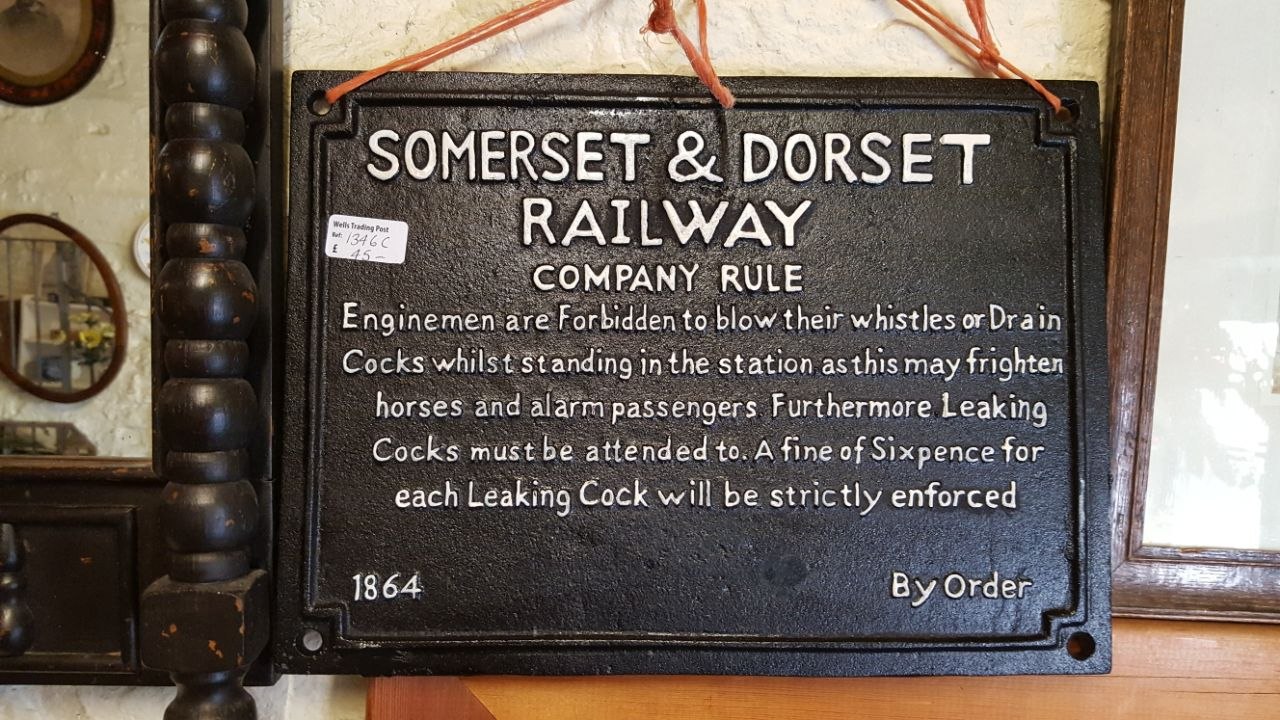 SOMERSET & DORSET
RAILWAY
Wells Trading Post
Ref: 1346C
£ 45-
COMPANY RULE
Enginemen are Forbidden to blow their whistles or Drain
Cocks whilst standing in the station as this may frighten
horses and alarm passengers. Furthermore Leaking
Cocks must be attended to. A fine of Sixpence for
each Leaking Cock will be strictly enforced
1864
By Order